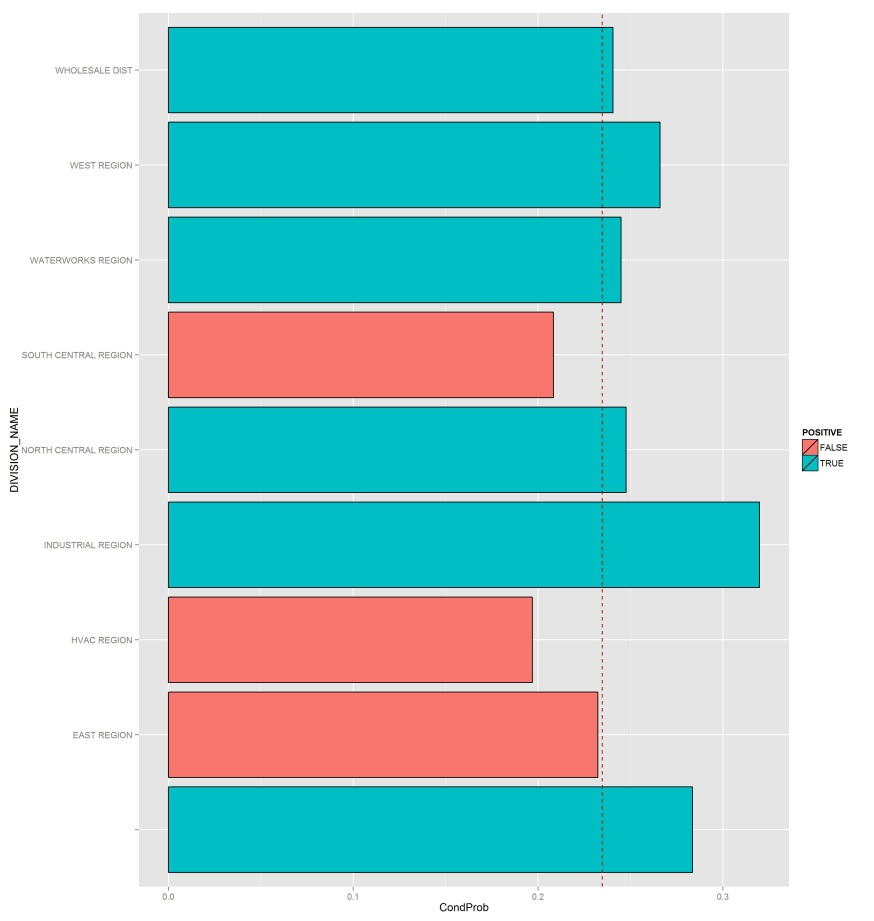 WHOLESALE DIST
WEST REGION
WATERWORKS REGION
SOUTH CENTRAL REGION
NORTH CENTRAL REGION
INDUSTRIAL REGION
HVAC REGION
EAST REGION
DIVISION_NAME
0.0 0.1 0.2 0.3
CondProb
POSITIVE
FALSE
TRUE